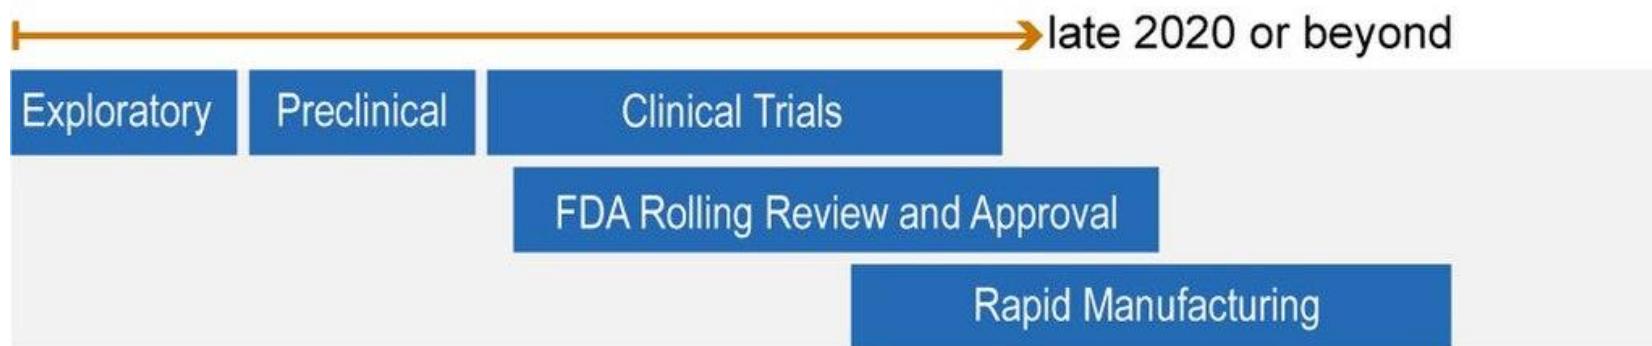 late 2020 or beyond
Exploratory
Preclinical
Clinical Trials
FDA Rolling Review and Approval
Rapid Manufacturing